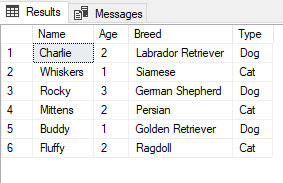 Results Messages
Name Age Breed Type
1 Charlie 2 Labrador Retriever Dog
2 Whiskers 1 Siamese Cat
3 Rocky 3 German Shepherd Dog
4 Mittens 2 Persian Cat
5 Buddy 1 Golden Retriever Dog
6 Fluffy 2 Ragdoll Cat